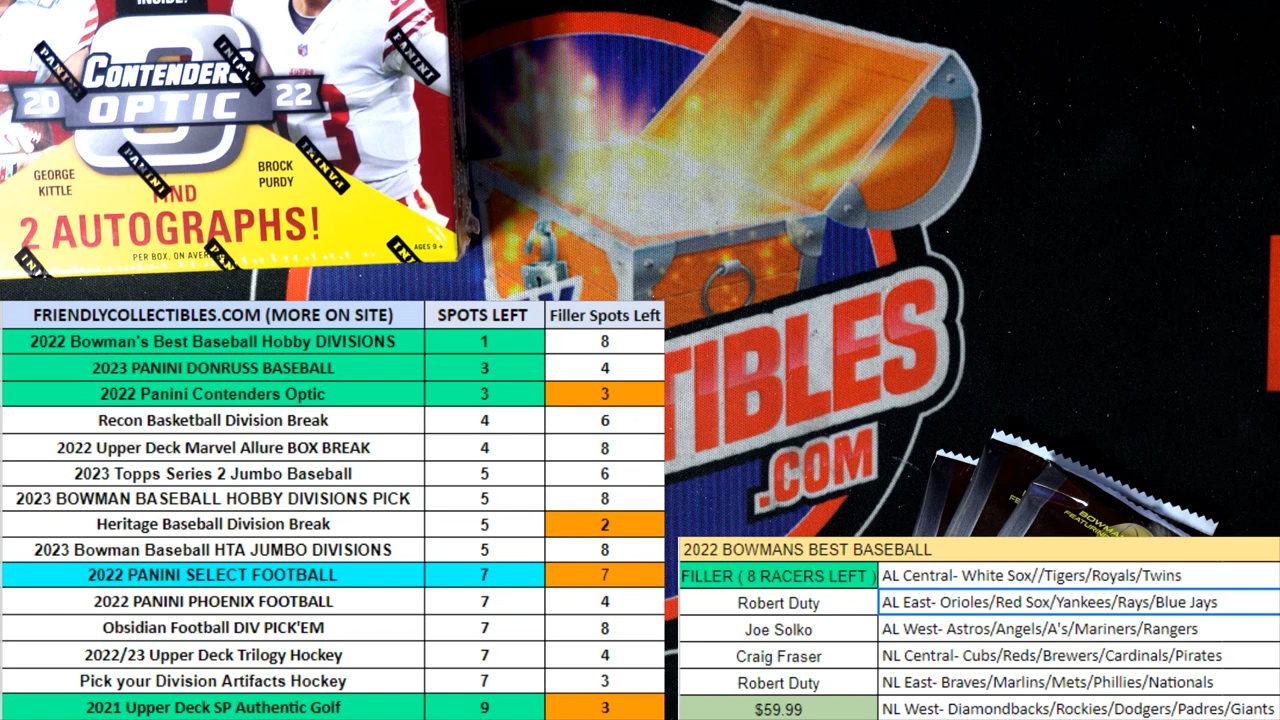 INSIDE!
CONTENDERS
20 OPTIC 22
GEORGE KITTLE
BROCK PURDY
FIND
2 AUTOGRAPHS!
PER BOX, ON AVERAGE
AGES 9+
PANINI
PANINI
PANINI
PANINI
TIBLES
.COM
FRIENDLYCOLLECTIBLES.COM (MORE ON SITE) SPOTS LEFT Filler Spots Left
2022 Bowman's Best Baseball Hobby DIVISIONS 1 8
2023 PANINI DONRUSS BASEBALL 3 4
2022 Panini Contenders Optic 3 3
Recon Basketball Division Break 4 6
2022 Upper Deck Marvel Allure BOX BREAK 4 8
2023 Topps Series 2 Jumbo Baseball 5 6
2023 BOWMAN BASEBALL HOBBY DIVISIONS PICK 5 8
Heritage Baseball Division Break 5 2
2023 Bowman Baseball HTA JUMBO DIVISIONS 5 8
2022 PANINI SELECT FOOTBALL 7 7
2022 PANINI PHOENIX FOOTBALL 7 4
Obsidian Football DIV PICK'EM 7 8
2022/23 Upper Deck Trilogy Hockey 7 4
Pick your Division Artifacts Hockey 7 3
2021 Upper Deck SP Authentic Golf 9 3
2022 BOWMANS BEST BASEBALL
FILLER ( 8 RACERS LEFT ) AL Central- White Sox//Tigers/Royals/Twins
Robert Duty AL East- Orioles/Red Sox/Yankees/Rays/Blue Jays
Joe Solko AL West- Astros/Angels/A's/Mariners/Rangers
Craig Fraser NL Central- Cubs/Reds/Brewers/Cardinals/Pirates
Robert Duty NL East- Braves/Marlins/Mets/Phillies/Nationals
$59.99 NL West- Diamondbacks/Rockies/Dodgers/Padres/Giants